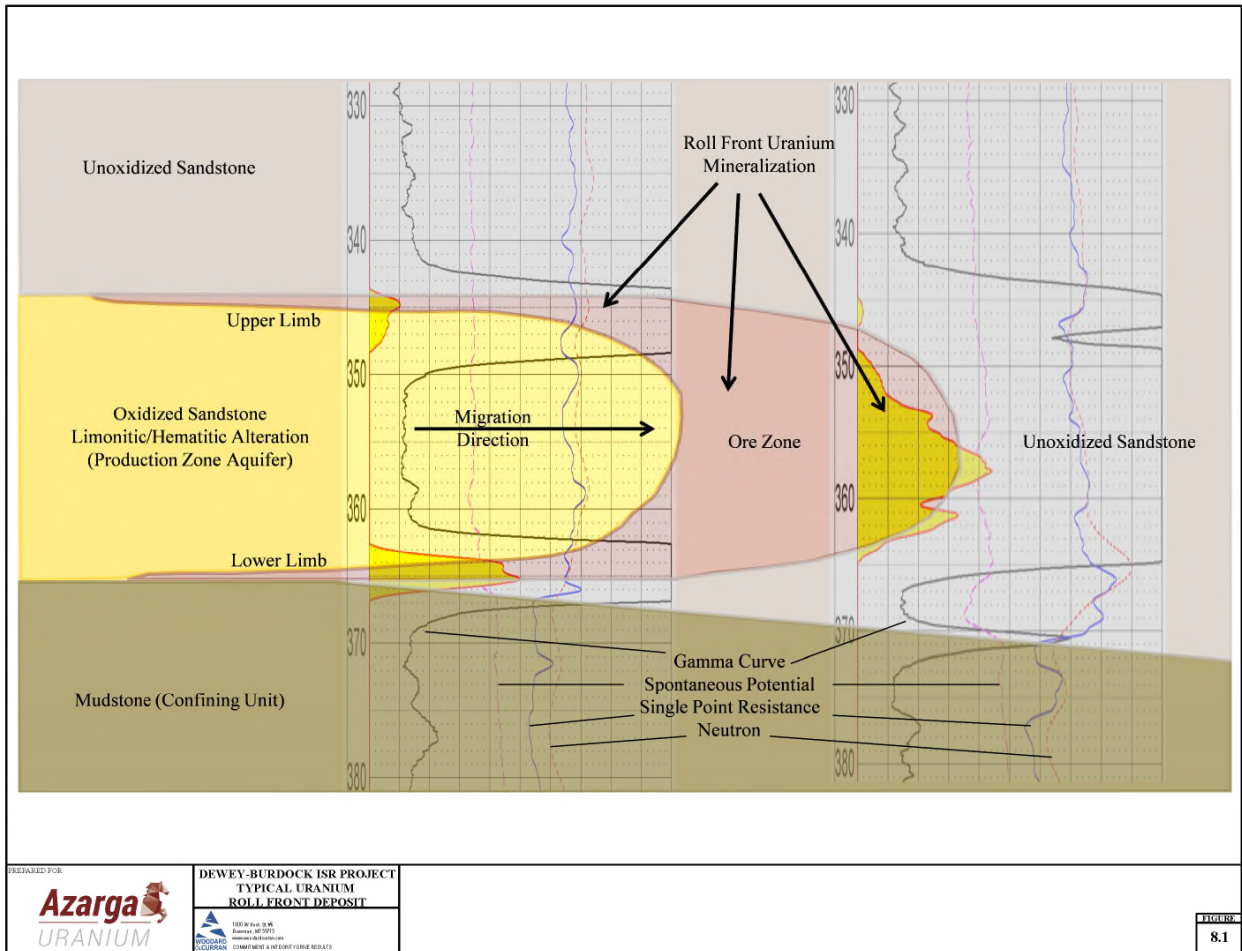 330
340
350
360
370
380
330
340
350
360
370
380
Unoxidized Sandstone
Roll Front Uranium
Mineralization
Upper Limb
Oxidized Sandstone
Limonitic/Hematitic Alteration
(Production Zone Aquifer)
Migration
Direction
Ore Zone
Unoxidized Sandstone
Lower Limb
Mudstone (Confining Unit)
Gamma Curve
Spontaneous Potential
Single Point Resistance
Neutron
PREPARED FOR
Azarga
URANIUM
DEWEY-BURDOCK ISR PROJECT
TYPICAL URANIUM
ROLL FRONT DEPOSIT
WOODARD
&CURRAN
COMMITMENT & INTEGRITY DRIVE RESULTS
FIGURE
8.1